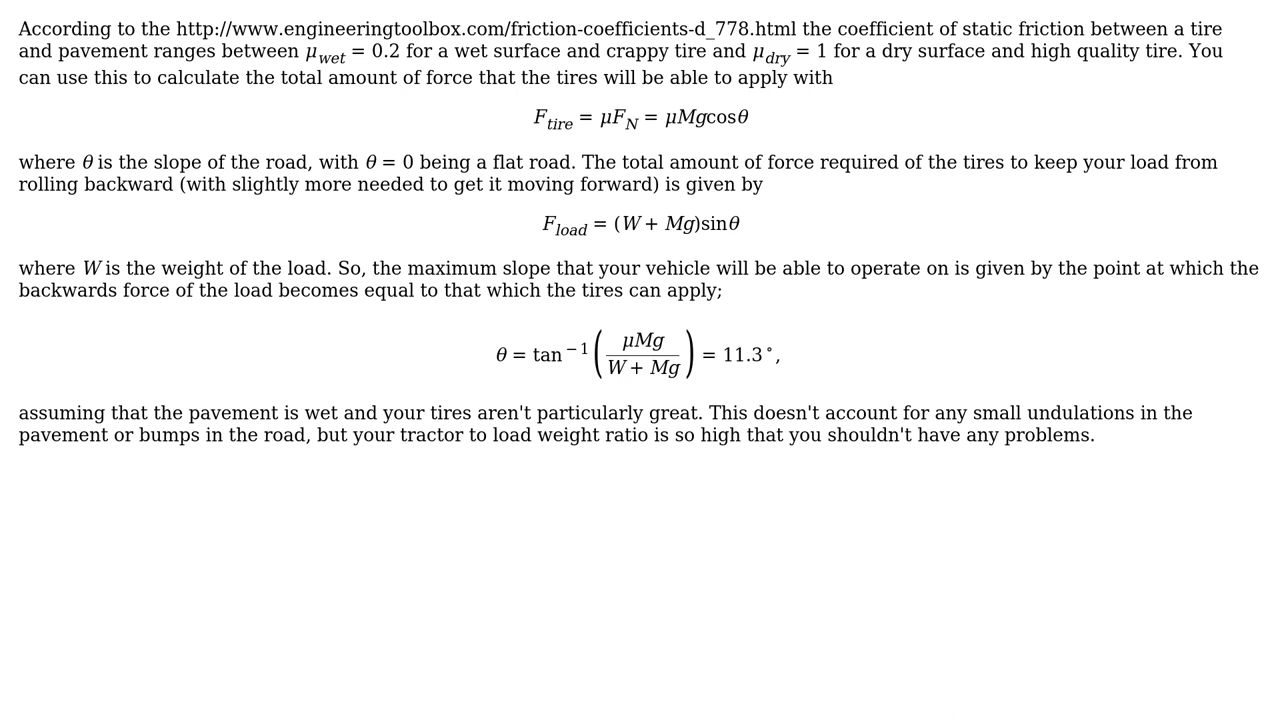 According to the http://www.engineeringtoolbox.com/friction-coefficients-d_778.html the coefficient of static friction between a tire
and pavement ranges between μ_wet = 0.2 for a wet surface and crappy tire and μ_dry = 1 for a dry surface and high quality tire. You
can use this to calculate the total amount of force that the tires will be able to apply with
F_tire = μF_N = μMgcosθ
where θ is the slope of the road, with θ = 0 being a flat road. The total amount of force required of the tires to keep your load from
rolling backward (with slightly more needed to get it moving forward) is given by
F_load = (W + Mg)sinθ
where W is the weight of the load. So, the maximum slope that your vehicle will be able to operate on is given by the point at which the
backwards force of the load becomes equal to that which the tires can apply;
θ = tan⁻¹(μMg / (W + Mg)) = 11.3°,
assuming that the pavement is wet and your tires aren't particularly great. This doesn't account for any small undulations in the
pavement or bumps in the road, but your tractor to load weight ratio is so high that you shouldn't have any problems.